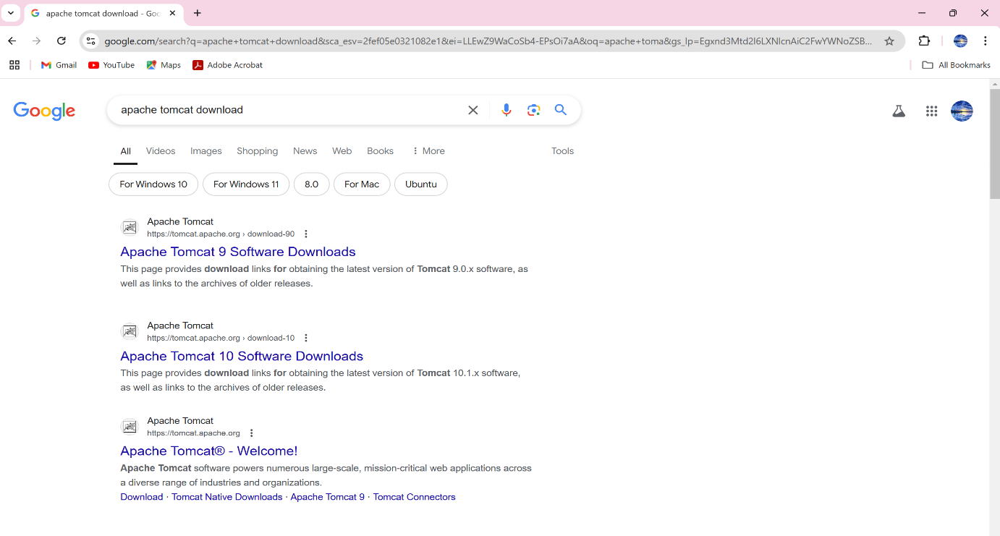 apache tomcat download - Goo
google.com/search?q=apache+tomcat+download&sca_esv=2fef05e0321082e1&ei=LLEwZ9WaCoSb4-EPsOi7aA&oq=apache+toma&gs_lp=Egxnd3Mtd2l6LXNlcnAiC2FwYWNoZSB...
Gmail YouTube Maps Adobe Acrobat All Bookmarks
Google apache tomcat download
All Videos Images Shopping News Web Books More Tools
For Windows 10 For Windows 11 8.0 For Mac Ubuntu
Apache Tomcat
https://tomcat.apache.org › download-90
Apache Tomcat 9 Software Downloads
This page provides download links for obtaining the latest version of Tomcat 9.0.x software, as
well as links to the archives of older releases.
Apache Tomcat
https://tomcat.apache.org › download-10
Apache Tomcat 10 Software Downloads
This page provides download links for obtaining the latest version of Tomcat 10.1.x software,
as well as links to the archives of older releases.
Apache Tomcat
https://tomcat.apache.org
Apache Tomcat® - Welcome!
Apache Tomcat software powers numerous large-scale, mission-critical web applications across
a diverse range of industries and organizations.
Download · Tomcat Native Downloads · Apache Tomcat 9 · Tomcat Connectors